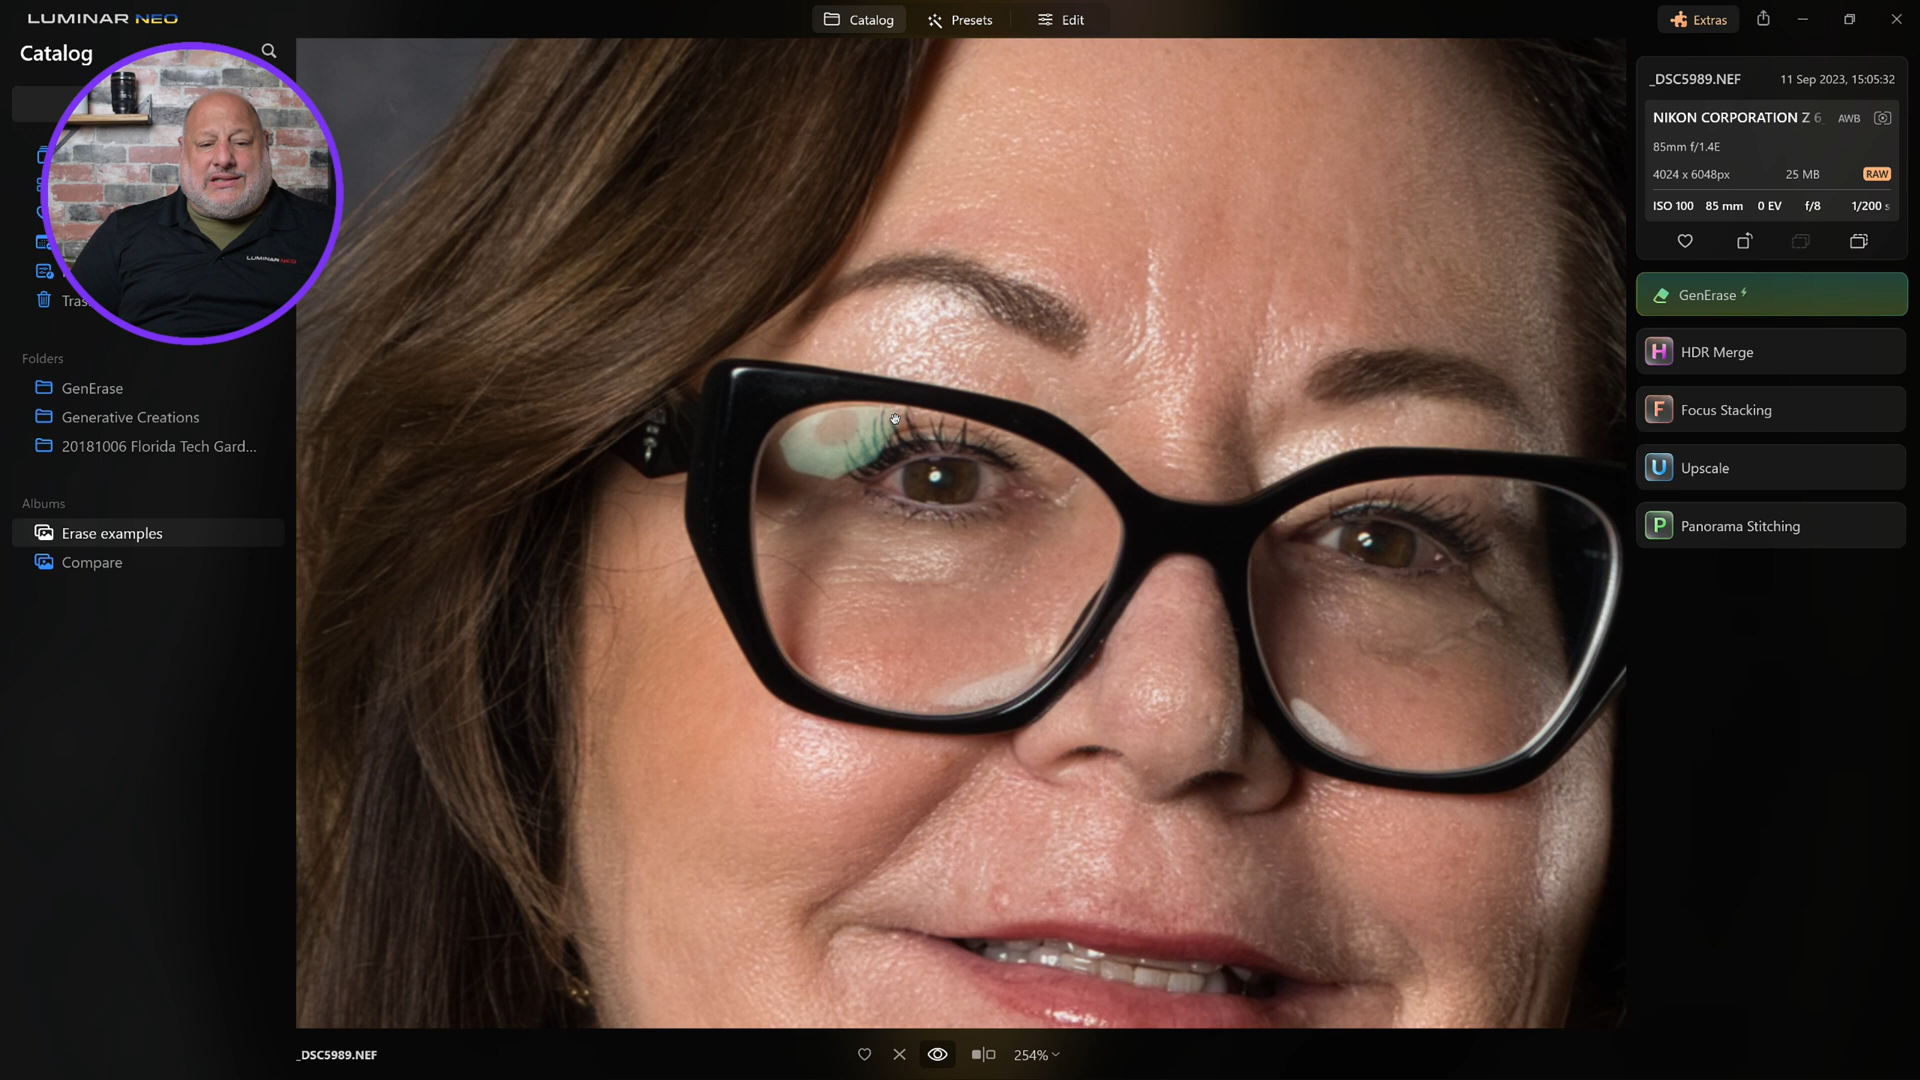 LUMINAR NEO
Catalog
Presets
Edit
Extras
Catalog
Folders
GenErase
Generative Creations
20181006 Florida Tech Gard...
Albums
Erase examples
Compare
LUMINAR NEO
_DSC5989.NEF
11 Sep 2023, 15:05:32
NIKON CORPORATION Z 6_
AWB
85mm f/1.4E
4024 x 6048px
25 MB
RAW
ISO 100
85 mm
0 EV
f/8
1/200 s
GenErase
H HDR Merge
F Focus Stacking
U Upscale
P Panorama Stitching
_DSC5989.NEF
254%